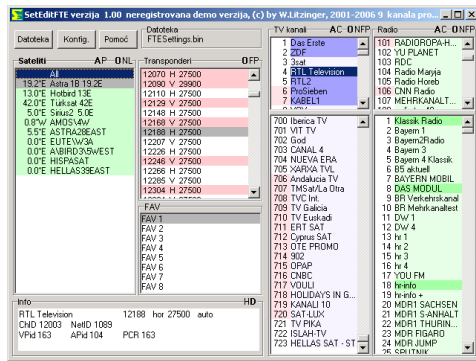 SetEditFTE verzija 1.00 neregistrovana demo verzija, (c) by W.Litzinger, 2001-2006 9 kanala pro...
Datoteka Konfig. Pomoć
Datoteka
FTESettings.bin
Sateliti AP ONL
All
19.2°E Astra 18 19.2E
13.0°E Hotbird 13E
42.0°E Türksat 42E
5.0°E Sirius2 5.0E
0.8°W AMOS4W
5.5°E ASTRA28EAST
0.0°E EUTEW3A
0.0°E AsBIRD3.5WEST
0.0°E HISPASAT
0.0°E HELLAS39EAST
Transponderi OFP
12070 H 27500
12090 V 29900
12110 H 27500
12129 V 27500
12148 H 27500
12168 V 27500
12188 H 27500
12207 V 27500
12226 H 27500
12246 V 27500
12266 H 27500
12285 V 27500
12304 H 27500
FAV
FAV 1
FAV 2
FAV 3
FAV 4
FAV 5
FAV 6
FAV 7
FAV 8
Info HD
RTL Television 12188 hor 27500 auto
ChID 12003 NetID 1089
VPid 163 APid 104 PCR 163
TV kanali AC ONFP
1 Das Erste
2 ZDF
3 3sat
4 RTL Television
5 RTL2
6 ProSieben
7 KABEL1
700 Iberica TV
701 VIT TV
702 God
703 CANAL 4
704 NUEVA ERA
705 XARXA TVL
706 Andalucia TV
707 TMSat/La Otra
708 TVC Int.
709 TV Galicia
710 TV Euskadi
711 ERT SAT
712 Cyprus SAT
713 OTE PROMO
714 902
715 OPAP
716 CNBC
717 VOULI
718 HOLIDAYS IN G...
719 KANALI 10
720 SAT-LUX
721 TV PIKA
722 ISLAH-TV
723 HELLAS SAT - ST
Radio AC ONFP
101 RADIOROPA-H...
102 YU PLANET
103 RDC
104 Radio Maryja
105 Radio Horeb
106 CNN Radio
107 MEHRKANALT...
1 Klassik Radio
2 Bayern 1
3 Bayern2Radio
4 Bayern 3
5 Bayern 4 Klassik
6 B5 aktuell
7 BAYERN MOBIL
8 DAS MODUL
9 BR Verkehrskanal
10 BR Mehrkanaltest
11 DW 1
12 DW 4
13 hr 1
14 hr 2
15 hr 3
16 hr 4
17 YOU FM
18 hr-info
19 hr-info +
20 MDR1 SACHSEN
21 MDR1 S-ANHALT
22 MDR1 THURIN...
23 MDR FIGARO
24 MDR JUMP
25 SPUTNIK